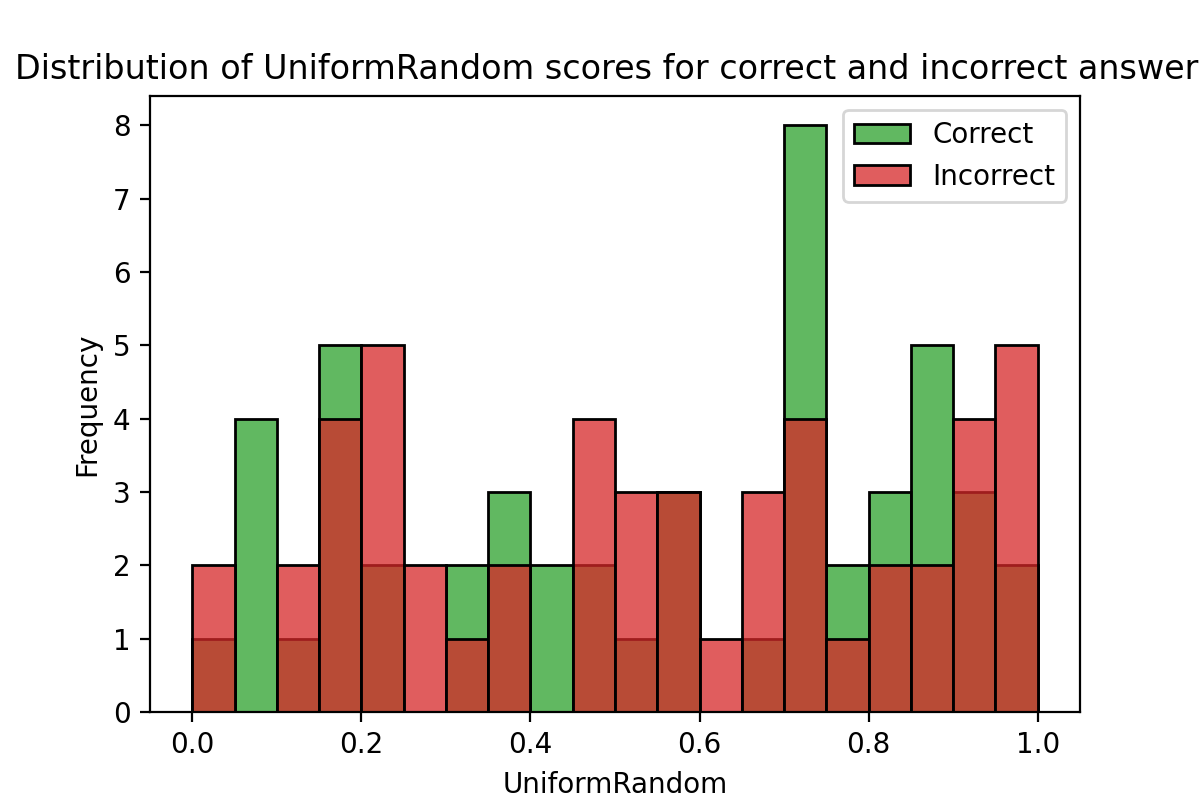 Distribution of UniformRandom scores for correct and incorrect answer
Correct
Incorrect
Frequency
8
7
6
5
4
3
2
1
0
0.0 0.2 0.4 0.6 0.8 1.0
UniformRandom